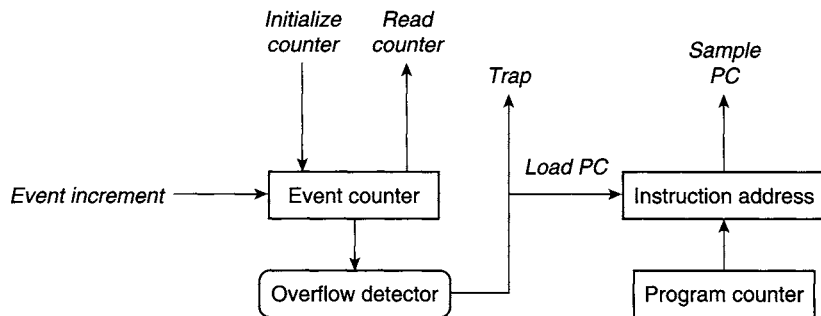 Initialize
counter
Read
counter
Trap
Sample
PC
Event increment
Event counter
Load PC
Instruction address
Overflow detector
Program counter